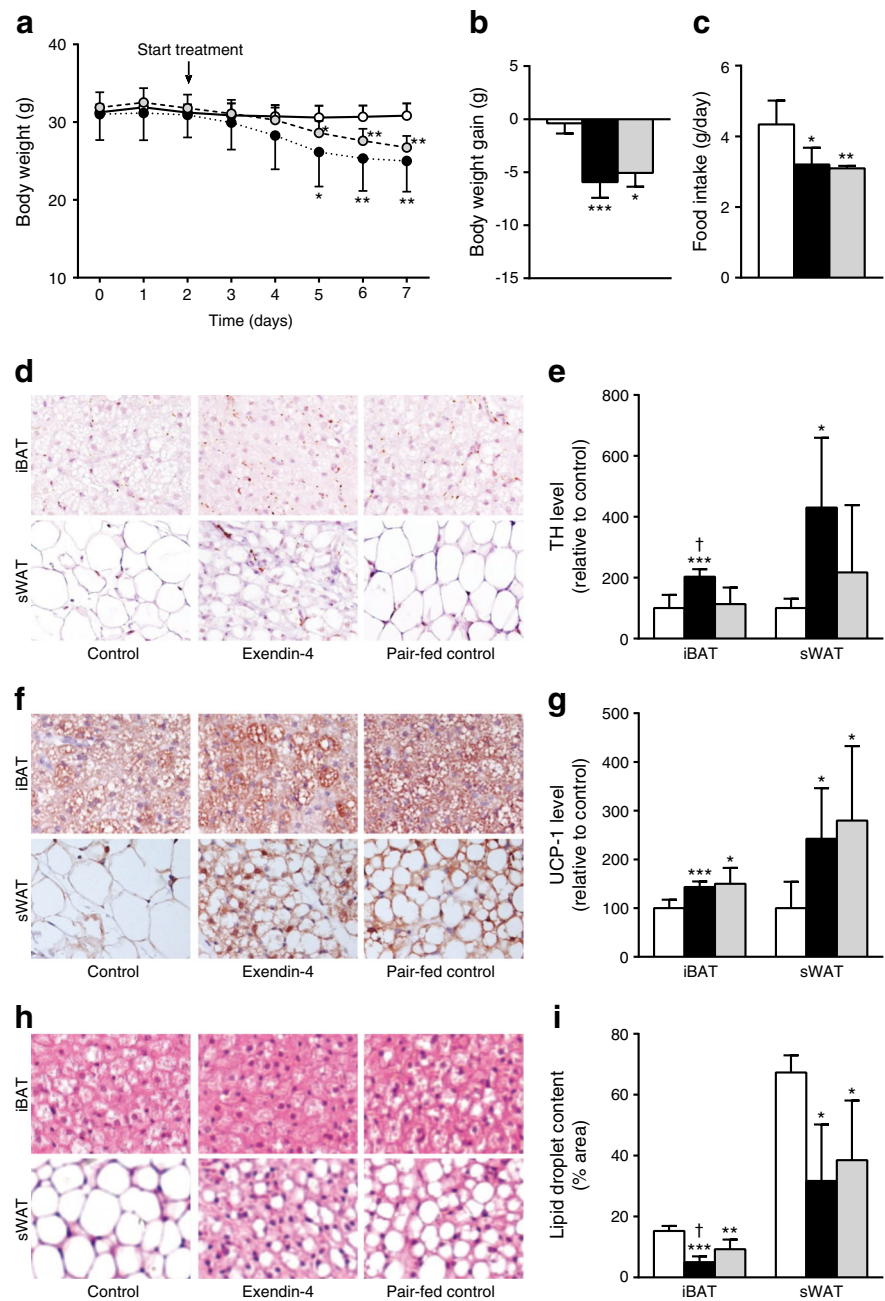 a
Start treatment
Body weight (g)
40
30
20
10
* ** **
* ** **
0 1 2 3 4 5 6 7
Time (days)
b
Body weight gain (g)
5
0
-5
-10
-15
*** *
c
Food intake (g/day)
6
4
2
0
* **
d
iBAT
sWAT
Control Exendin-4 Pair-fed control
e
TH level
(relative to control)
800
600
400
200
0
†
***
*
iBAT sWAT
f
iBAT
sWAT
Control Exendin-4 Pair-fed control
g
UCP-1 level
(relative to control)
500
400
300
200
100
0
*** * * *
iBAT sWAT
h
iBAT
sWAT
Control Exendin-4 Pair-fed control
i
Lipid droplet content
(% area)
80
60
40
20
0
†
*** ** * *
iBAT sWAT